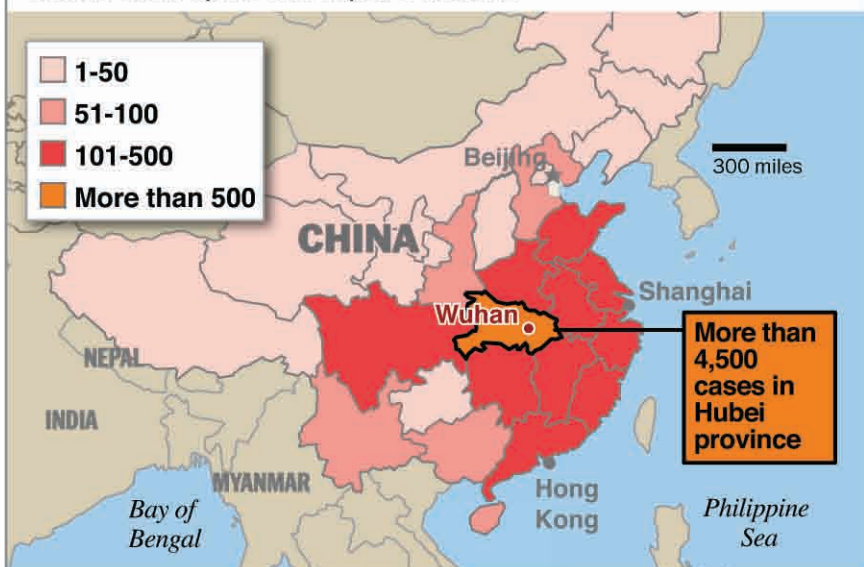 1-50
51-100
101-500
More than 500
Beijing
300 miles
CHINA
Shanghai
Wuhan
More than
4,500
cases in
Hubei
province
NEPAL
INDIA
MYANMAR
Hong
Kong
Bay of
Bengal
Philippine
Sea